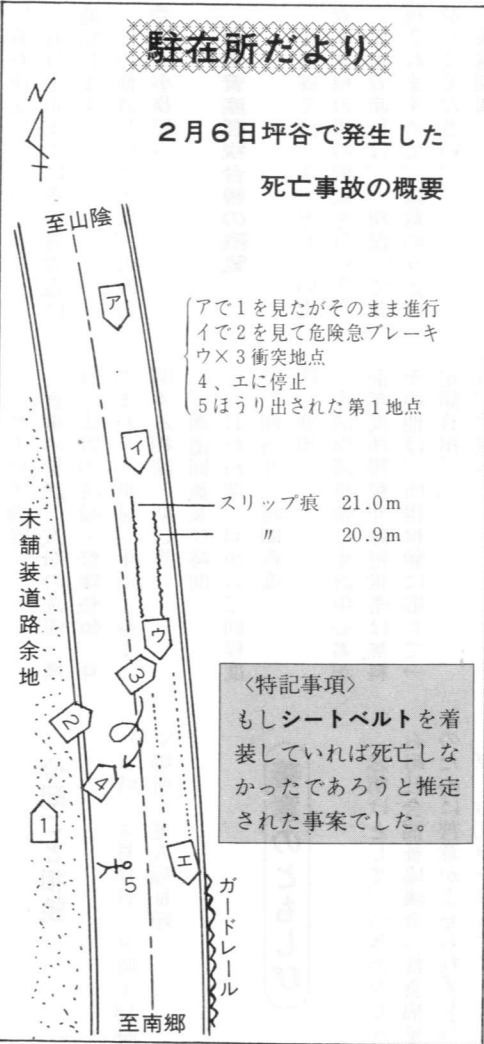 駐在所だより
N
2月6日坪谷で発生した
死亡事故の概要
至山陰
ア
アで1を見たがそのまま進行
イで2を見て危険急ブレーキ
ウ×3衝突地点
4、エに停止
5ほうり出された第1地点
イ
スリップ痕 21.0m
〃 20.9m
未舗装道路余地
ウ
3
2
4
1
エ
5
ガードレール
至南郷
〈特記事項〉
もしシートベルトを着
装していれば死亡しな
かったであろうと推定
された事案でした。